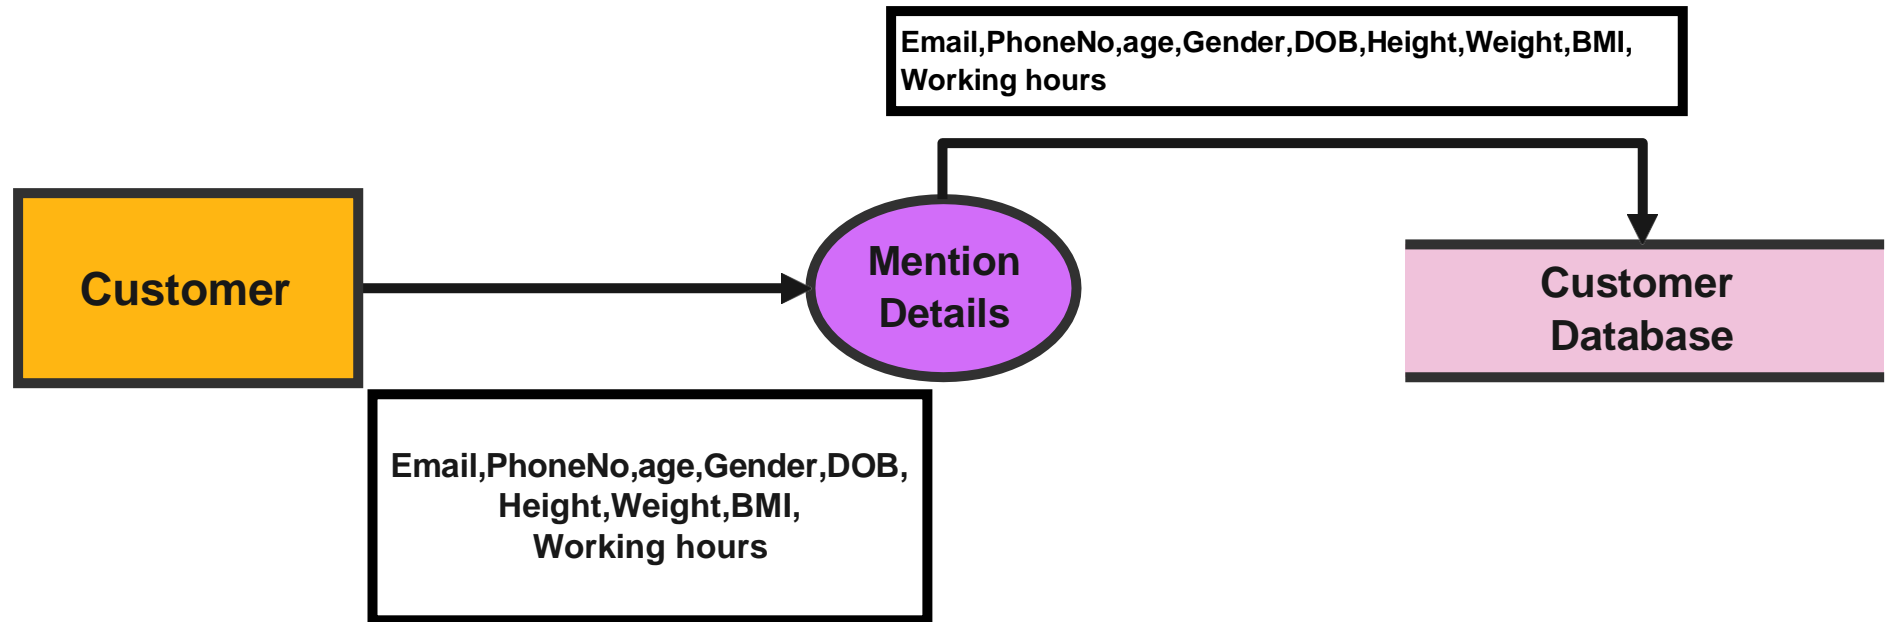 Email,PhoneNo,age,Gender,DOB,Height,Weight,BMI,
Working hours
Customer
Mention
Details
Customer
Database
Email,PhoneNo,age,Gender,DOB,
Height,Weight,BMI,
Working hours